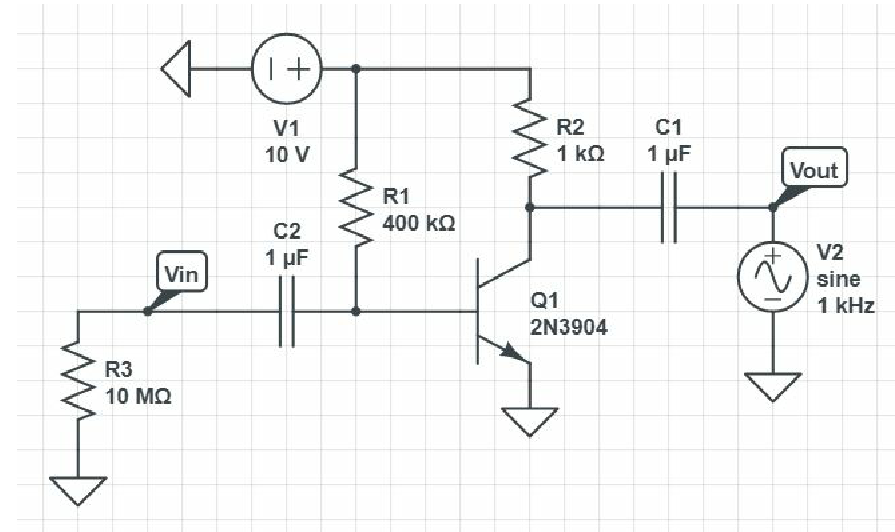 V1
10 V
R2
1 kΩ
C1
1 µF
Vout
R1
400 kΩ
C2
1 µF
Vin
V2
sine
1 kHz
Q1
2N3904
R3
10 MΩ